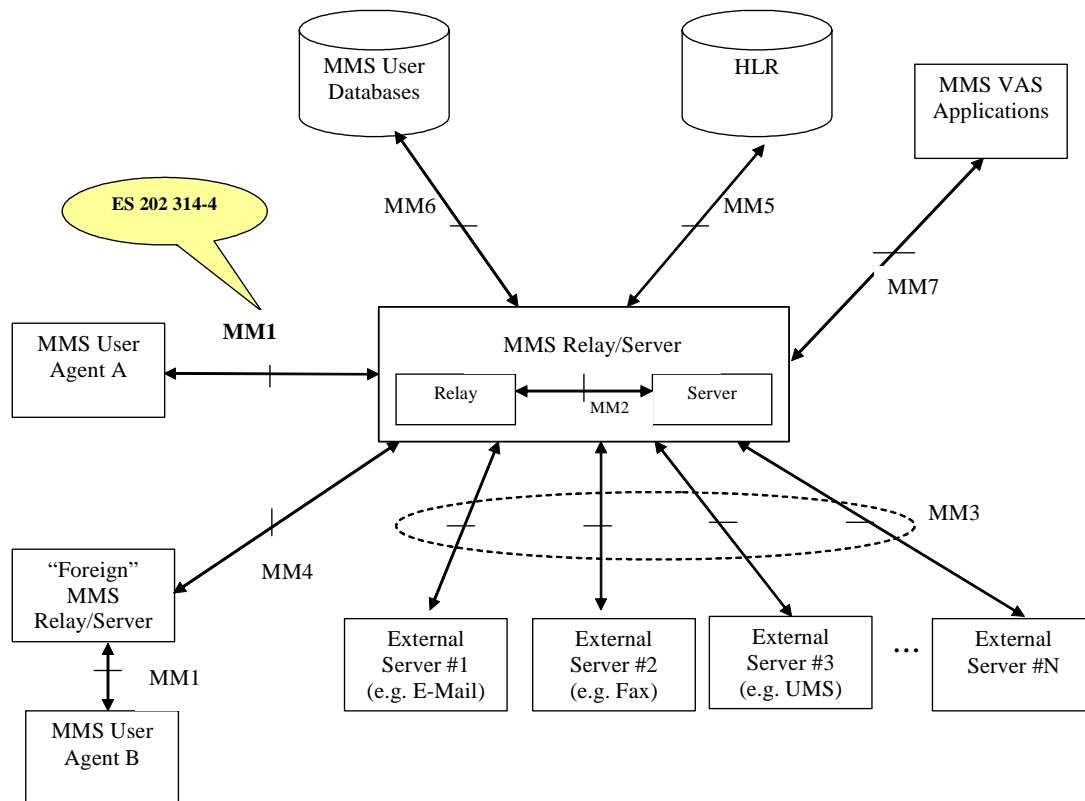 MMS User
Databases
HLR
MMS VAS
Applications
ES 202 314-4
MM6
MM5
MM7
MM1
MMS User
Agent A
MMS Relay/Server
Relay
MM2
Server
MM3
MM4
“Foreign”
MMS
Relay/Server
MM1
MMS User
Agent B
External
Server #1
(e.g. E-Mail)
External
Server #2
(e.g. Fax)
External
Server #3
(e.g. UMS)
...
External
Server #N